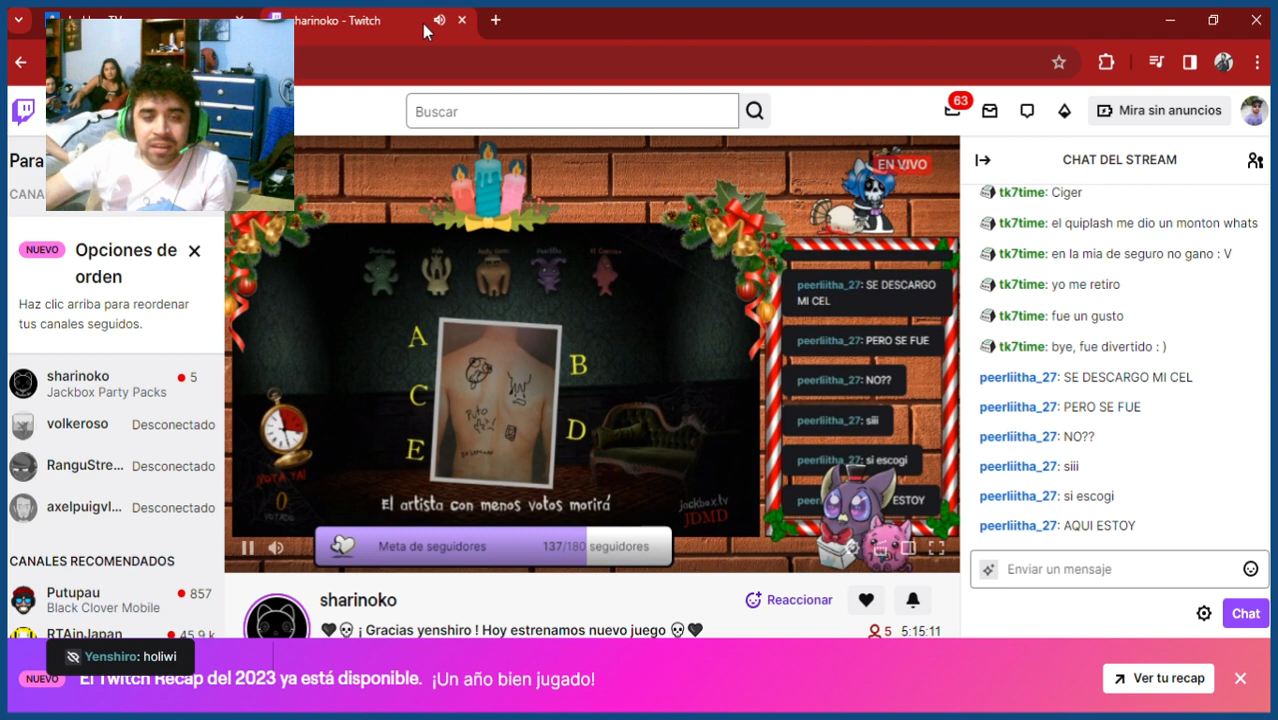 sharinoko - Twitch
Buscar
63
Mira sin anuncios
Para
CANA
NUEVO
Opciones de
orden
Haz clic arriba para reordenar
tus canales seguidos.
sharinoko
5
Jackbox Party Packs
volkeroso
Desconectado
RanguStre...
Desconectado
axelpuigvl...
Desconectado
CANALES RECOMENDADOS
Putupau
857
Black Clover Mobile
RTAinJapan
45,9 k
EN VIVO
A
B
C
D
E
¡VOTA YA!
0
VOTADO
El artista con menos votos morirá
jackbox.tv
JDMD
Meta de seguidores
137/180 seguidores
peerliitha_27: SE DESCARGO
MI CEL
peerliitha_27: PERO SE FUE
peerliitha_27: NO??
peerliitha_27: siii
peerliitha_27: si escogi
peer
ESTOY
CHAT DEL STREAM
tk7time: Ciger
tk7time: el quiplash me dio un monton whats
tk7time: en la mia de seguro no gano : V
tk7time: yo me retiro
tk7time: fue un gusto
tk7time: bye, fue divertido : )
peerliitha_27: SE DESCARGO MI CEL
peerliitha_27: PERO SE FUE
peerliitha_27: NO??
peerliitha_27: siii
peerliitha_27: si escogi
peerliitha_27: AQUI ESTOY
Enviar un mensaje
Chat
sharinoko
Reaccionar
¡ Gracias yenshiro ! Hoy estrenamos nuevo juego
5
5:15:11
Yenshiro: holiwi
NUEVO
El Twitch Recap del 2023 ya está disponible. ¡Un año bien jugado!
Ver tu recap